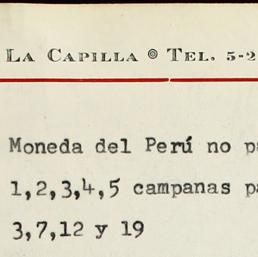 LA CAPILLA ⌾ TEL. 5-2
Moneda del Perú no p
1,2,3,4,5 campanas p
3,7,12 y 19